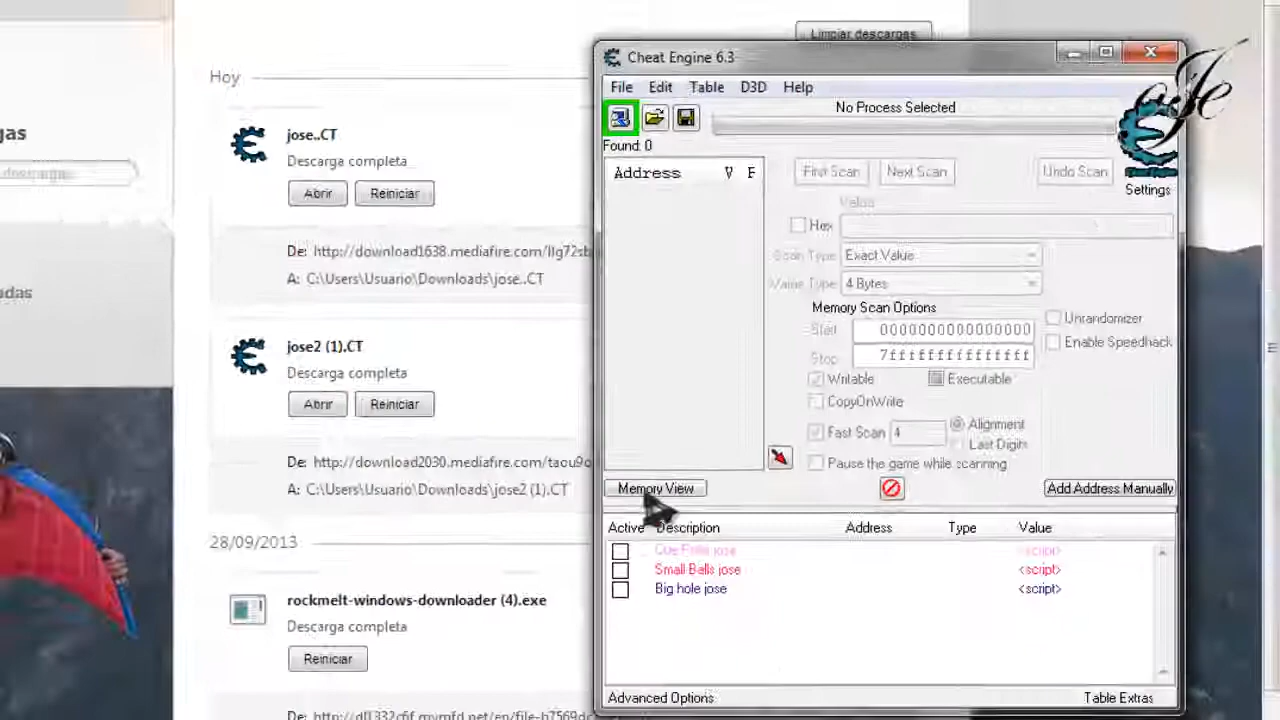 Limpiar descargas
Hoy
gas
descargas
adas
jose..CT
Descarga completa
Abrir
Reiniciar
De: http://download1638.mediafire.com/llg72sb
A: C:\Users\Usuario\Downloads\jose..CT
jose2 (1).CT
Descarga completa
Abrir
Reiniciar
De: http://download2030.mediafire.com/taou9o
A: C:\Users\Usuario\Downloads\jose2 (1).CT
28/09/2013
rockmelt-windows-downloader (4).exe
Descarga completa
Reiniciar
Cheat Engine 6.3
File Edit Table D3D Help
No Process Selected
Found: 0
Address V F
First Scan Next Scan Undo Scan
Settings
Value
Hex
Scan Type Exact Value
Value Type 4 Bytes
Memory Scan Options
Start 0000000000000000
Stop 7fffffffffffffff
Unrandomizer
Enable Speedhack
Writable Executable
CopyOnWrite
Fast Scan 4 Alignment
Last Digits
Pause the game while scanning
Memory View
Add Address Manually
Active Description Address Type Value
jose <script>
Small Balls jose <script>
Big hole jose <script>
Advanced Options Table Extras